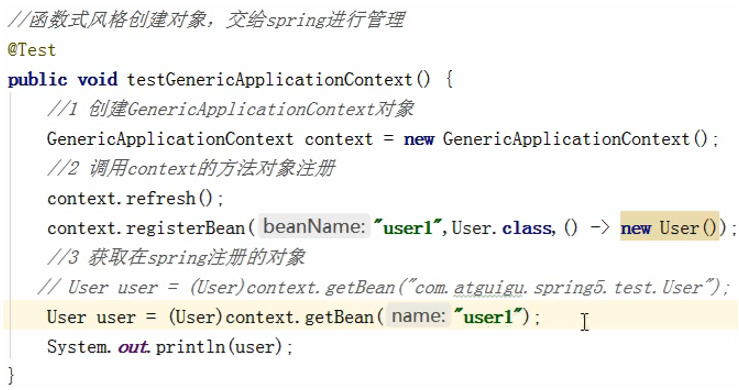 //函数式风格创建对象，交给spring进行管理
@Test
public void testGenericApplicationContext() {
//1 创建GenericApplicationContext对象
GenericApplicationContext context = new GenericApplicationContext();
//2 调用context的方法对象注册
context.refresh();
context.registerBean( beanName: "user1",User.class,() -> new User());
//3 获取在spring注册的对象
// User user = (User)context.getBean("com.atguigu.spring5.test.User");
User user = (User)context.getBean( name: "user1");
System.out.println(user);
}